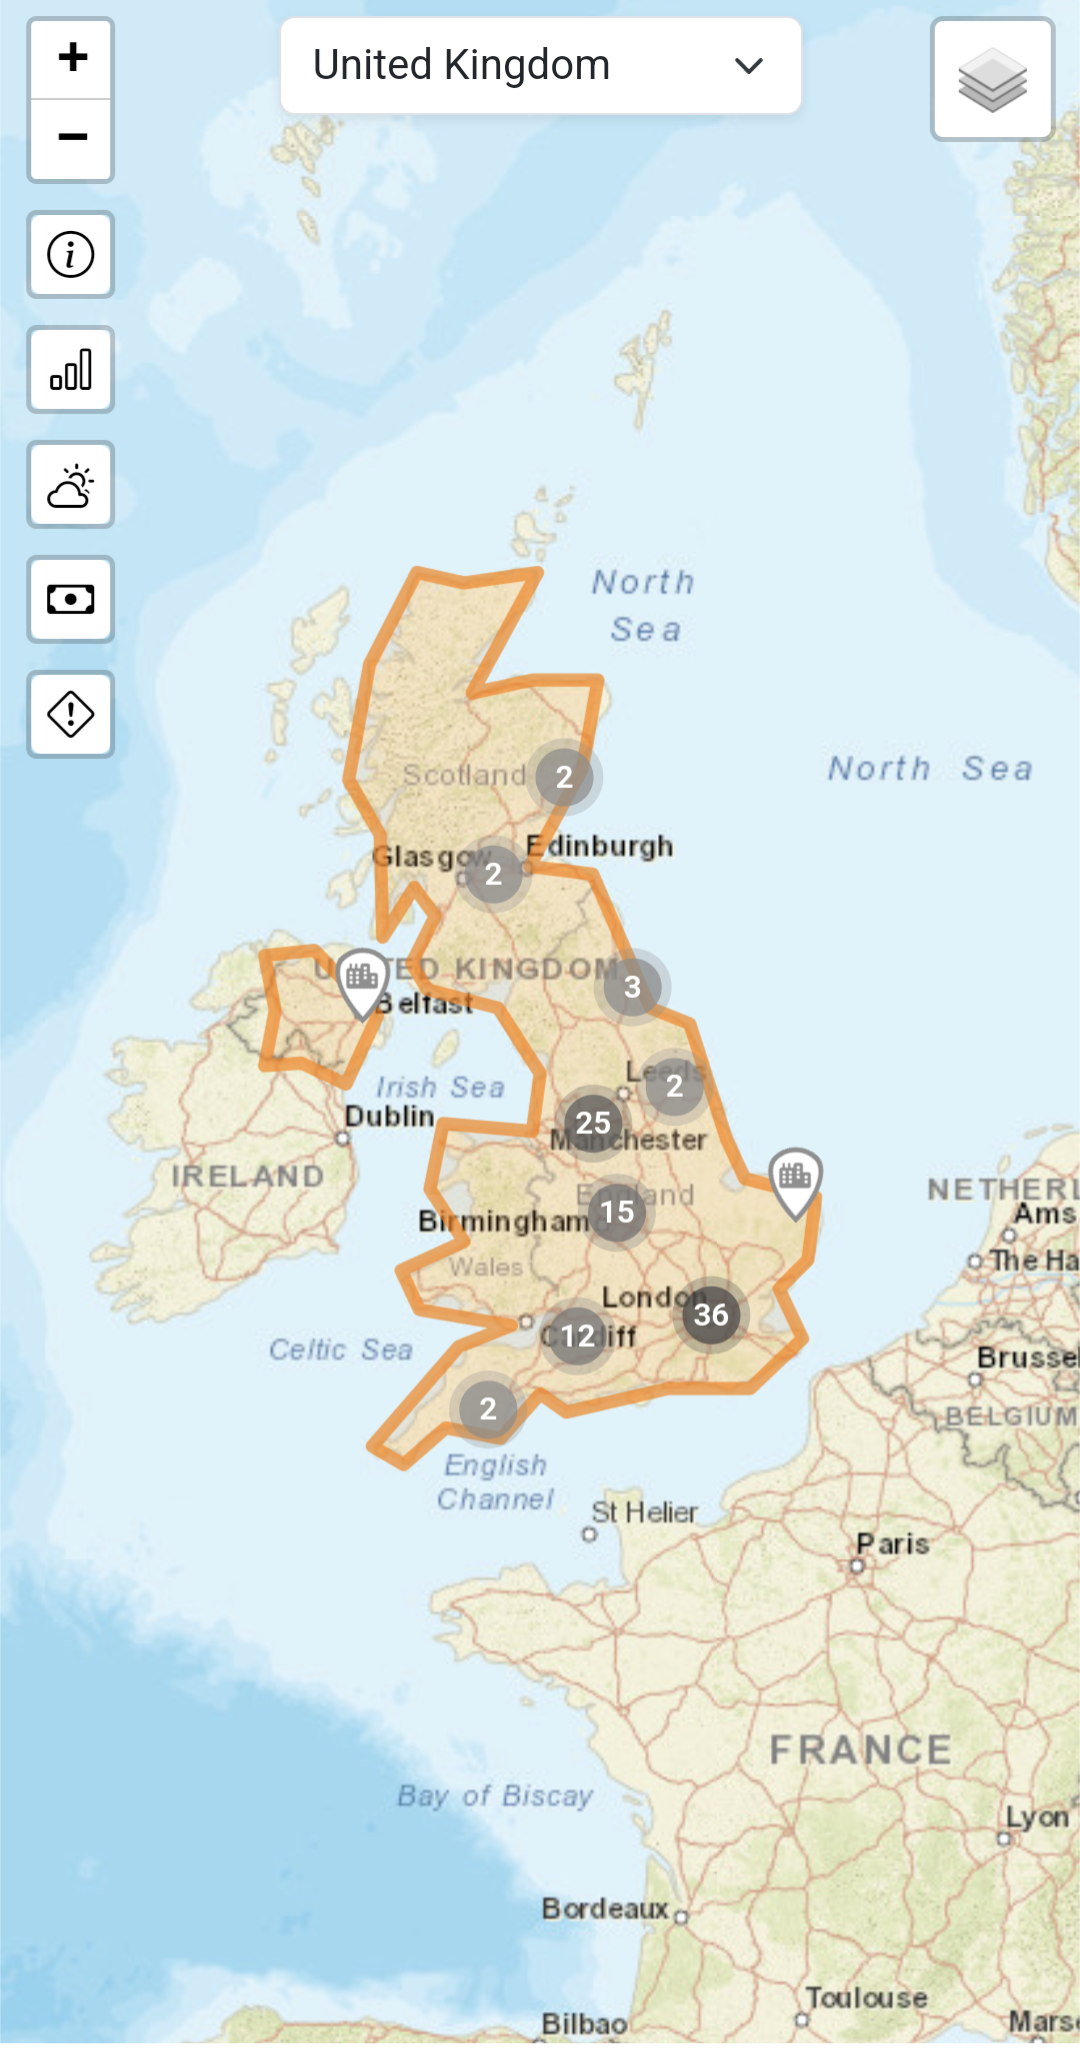 +
United Kingdom
−
i
North
Sea
Scotland
2
North Sea
Edinburgh
Glasgow
2
UNITED KINGDOM
3
Belfast
Leeds
2
Irish Sea
Dublin
25
Manchester
IRELAND
England
NETHERL
15
Ams
Birmingham
The Ha
Wales
London
36
Cardiff
12
Celtic Sea
Brussel
2
BELGIUM
English
Channel
St Helier
Paris
FRANCE
Bay of Biscay
Lyon
Bordeaux
Toulouse
Bilbao
Marse